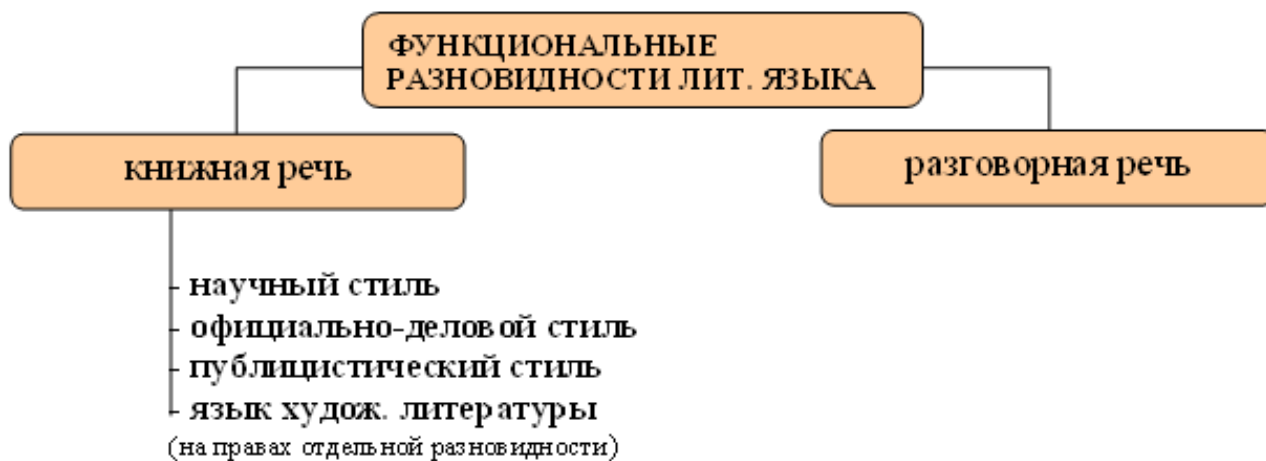 ФУНКЦИОНАЛЬНЫЕ
РАЗНОВИДНОСТИ ЛИТ. ЯЗЫКА
книжная речь
разговорная речь
- научный стиль
- официально-деловой стиль
- публицистический стиль
- язык худож. литературы
(на правах отдельной разновидности)